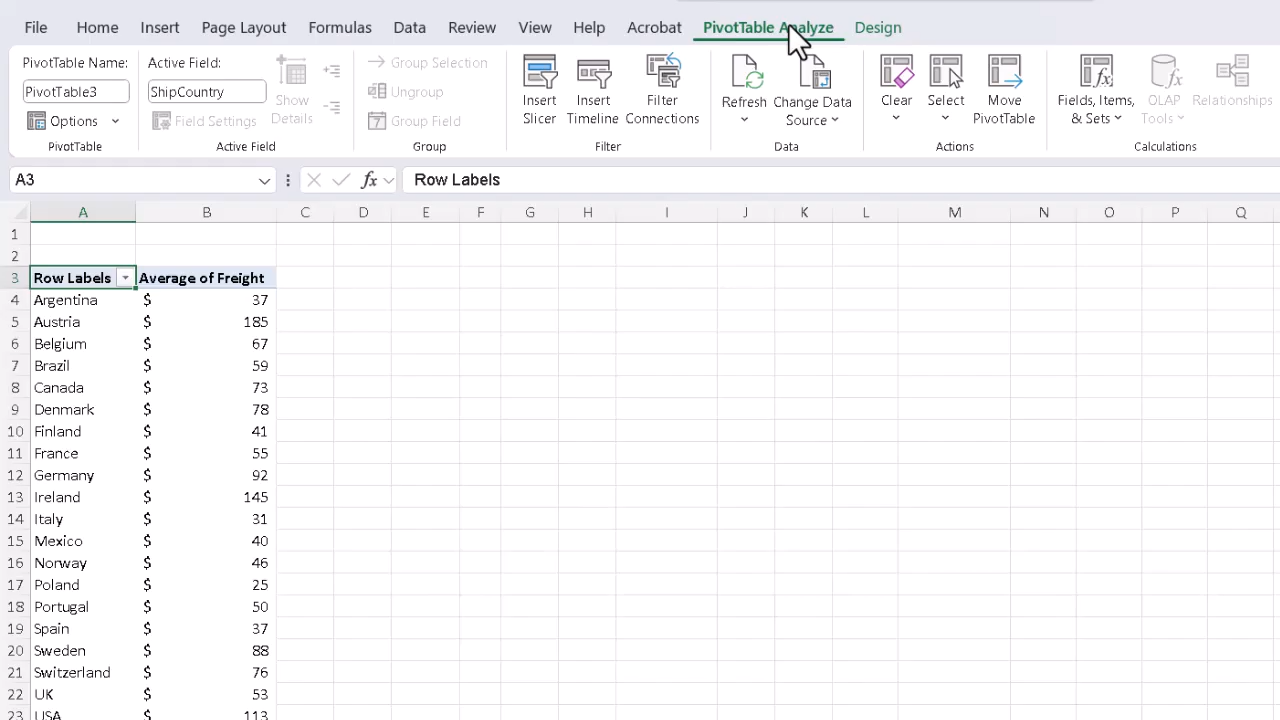 File Home Insert Page Layout Formulas Data Review View Help Acrobat PivotTable Analyze Design
PivotTable Name:
PivotTable3
Options
PivotTable
Active Field:
ShipCountry
Field Settings
Show Details
Active Field
Group Selection
Ungroup
7 Group Field
Group
Insert Slicer
Insert Timeline
Filter Connections
Filter
Refresh
Change Data Source
Data
Clear
Select
Move PivotTable
Actions
Fields, Items, & Sets
OLAP Tools
Relationships
Calculations
A3 fx Row Labels
A B C D E F G H I J K L M N O P Q
1
2
3 Row Labels Average of Freight
4 Argentina $ 37
5 Austria $ 185
6 Belgium $ 67
7 Brazil $ 59
8 Canada $ 73
9 Denmark $ 78
10 Finland $ 41
11 France $ 55
12 Germany $ 92
13 Ireland $ 145
14 Italy $ 31
15 Mexico $ 40
16 Norway $ 46
17 Poland $ 25
18 Portugal $ 50
19 Spain $ 37
20 Sweden $ 88
21 Switzerland $ 76
22 UK $ 53
23 USA 113